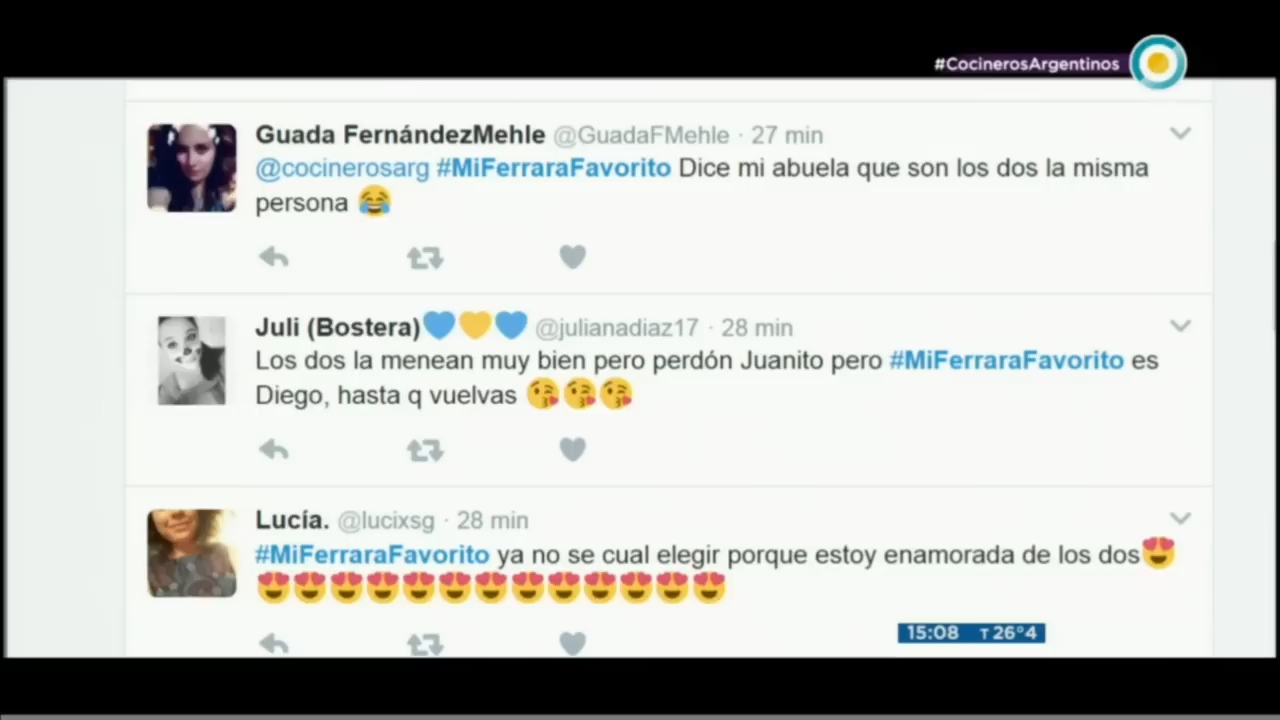 #CocinerosArgentinos
Guada FernándezMehle @GuadaFMehle · 27 min
@cocinerosarg #MiFerraraFavorito Dice mi abuela que son los dos la misma
persona 😂
Juli (Bostera)💙💛💙 @julianadiaz17 · 28 min
Los dos la menean muy bien pero perdón Juanito pero #MiFerraraFavorito es
Diego, hasta q vuelvas 😘😘😘
Lucía. @lucixsg · 28 min
#MiFerraraFavorito ya no se cual elegir porque estoy enamorada de los dos😍
😍😍😍😍😍😍😍😍😍😍😍😍😍
15:08 T 26°4